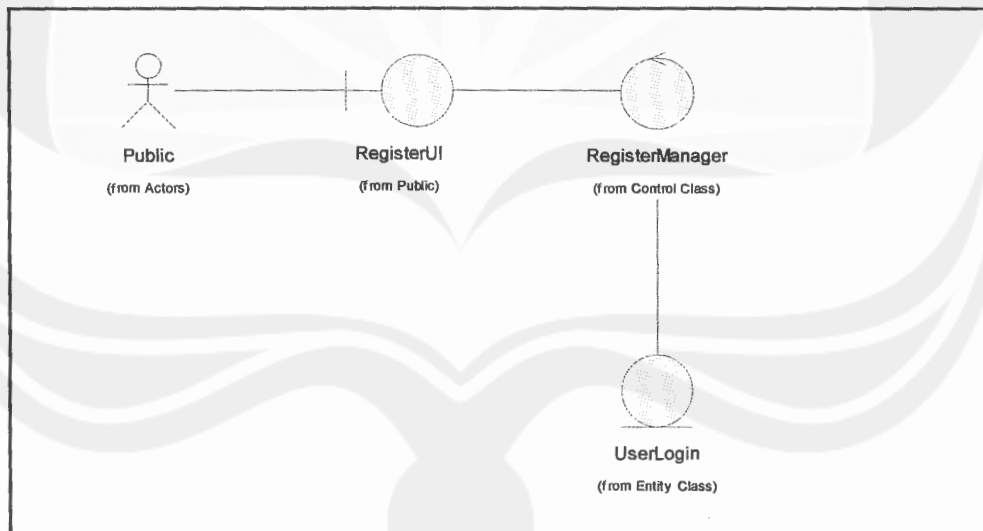 Public
(from Actors)
RegisterUI
(from Public)
RegisterManager
(from Control Class)
UserLogin
(from Entity Class)